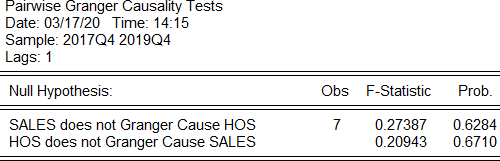 Pairwise Granger Causality Tests
Date: 03/17/20 Time: 14:15
Sample: 2017Q4 2019Q4
Lags: 1
Null Hypothesis: Obs F-Statistic Prob.
SALES does not Granger Cause HOS 7 0.27387 0.6284
HOS does not Granger Cause SALES 0.20943 0.6710